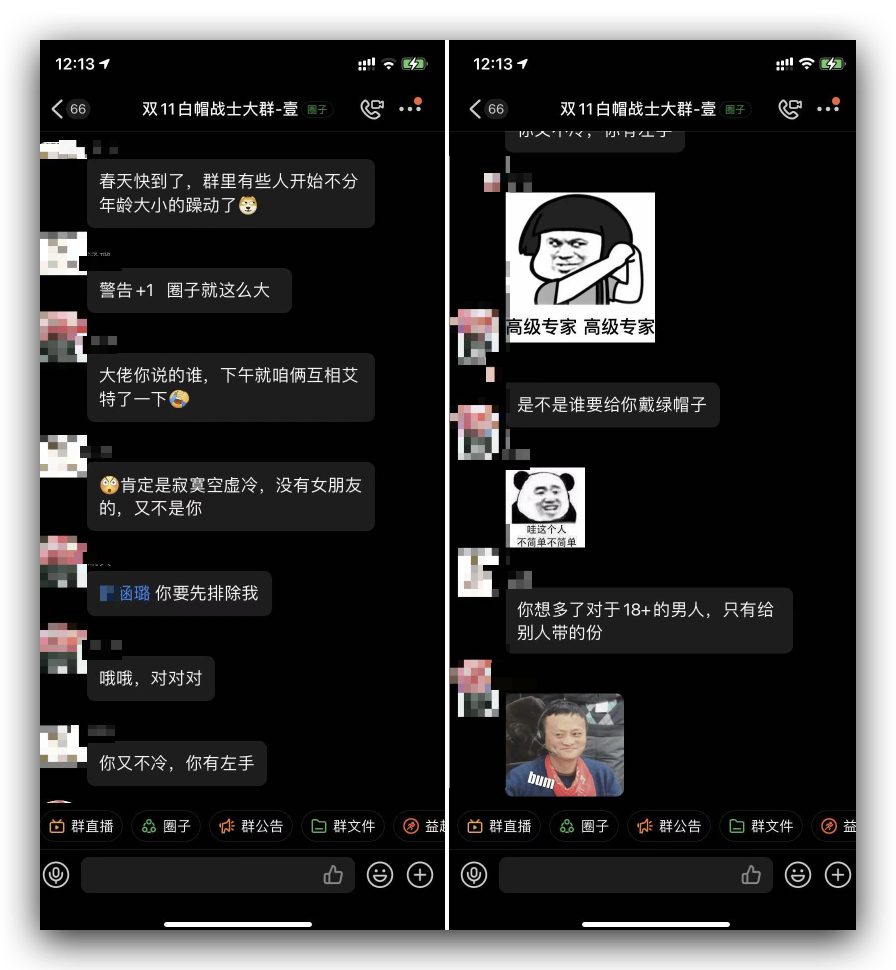 12:13
66
双11白帽战士大群-壹 圈子
春天快到了，群里有些人开始不分
年龄大小的躁动了
警告+1 圈子就这么大
大佬你说的谁，下午就咱俩互相艾
特了一下
肯定是寂寞空虚冷，没有女朋友
的，又不是你
函璐 你要先排除我
哦哦，对对对
你又不冷，你有左手
群直播
圈子
群公告
群文件
益起
12:13
66
双11白帽战士大群-壹 圈子
你又不冷，你有左手
高级专家 高级专家
是不是谁要给你戴绿帽子
哇这个人
不简单不简单
你想多了对于18+的男人，只有给
别人带的份
bum
群直播
圈子
群公告
群文件
益